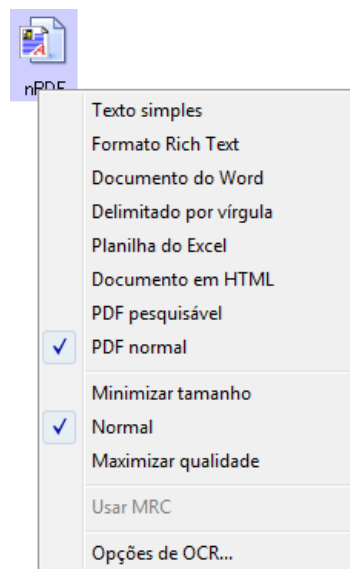 nPDF
Texto simples
Formato Rich Text
Documento do Word
Delimitado por vírgula
Planilha do Excel
Documento em HTML
PDF pesquisável
PDF normal
Minimizar tamanho
Normal
Maximizar qualidade
Usar MRC
Opções de OCR...